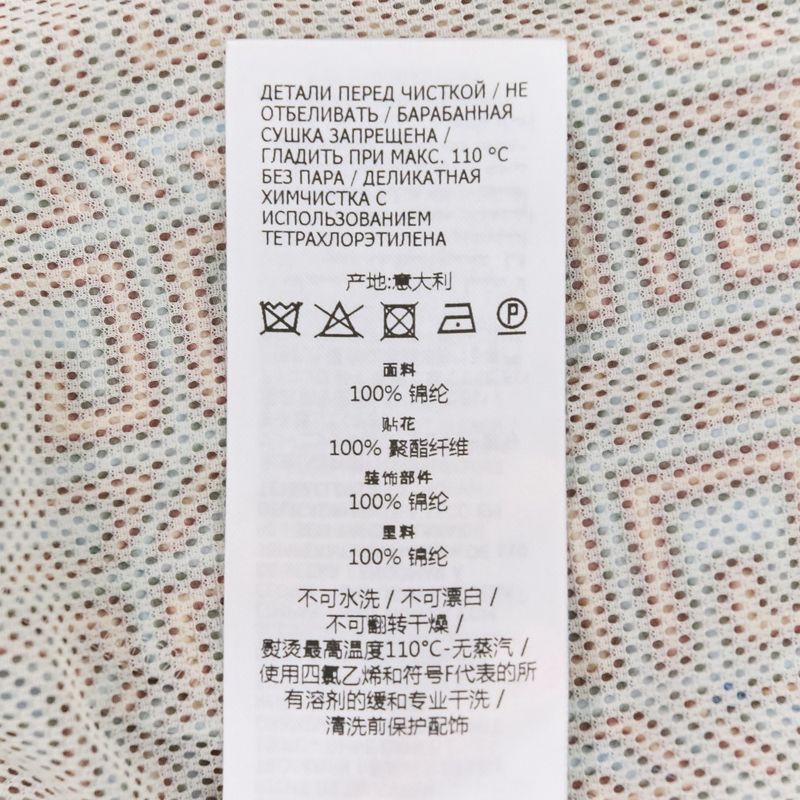 ДЕТАЛИ ПЕРЕД ЧИСТКОЙ / НЕ
ОТБЕЛИВАТЬ / БАРАБАННАЯ
СУШКА ЗАПРЕЩЕНА /
ГЛАДИТЬ ПРИ МАКС. 110 °C
БЕЗ ПАРА / ДЕЛИКАТНАЯ
ХИМЧИСТКА С
ИСПОЛЬЗОВАНИЕМ
ТЕТРАХЛОРЭТИЛЕНА
产地:意大利
P
面料
100% 锦纶
贴花
100% 聚酯纤维
装饰部件
100% 锦纶
里料
100% 锦纶
不可水洗 / 不可漂白 /
不可翻转干燥 /
熨烫最高温度110°C-无蒸汽 /
使用四氯乙烯和符号F代表的所
有溶剂的缓和专业干洗 /
清洗前保护配饰